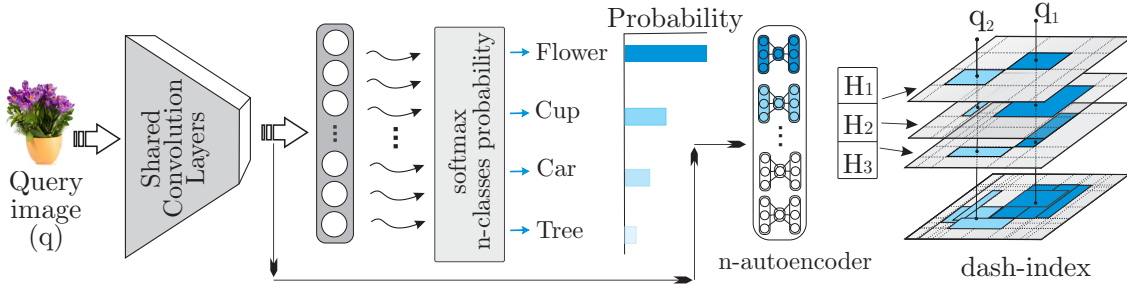 Query
image
(q)
Shared
Convolution
Layers
...
...
softmax
n-classes probability
Probability
Flower
Cup
Car
Tree
...
n-autoencoder
H1
H2
H3
q2
q1
dash-index